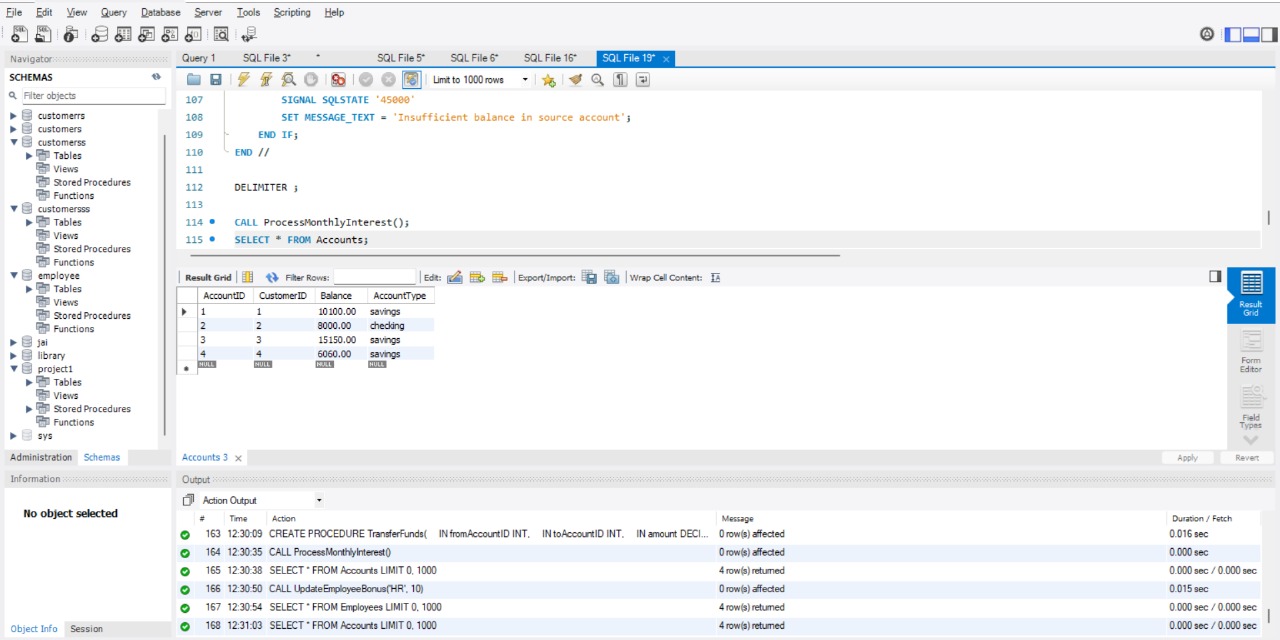 File Edit View Query Database Server Tools Scripting Help
Navigator
SCHEMAS
Filter objects
customerrs
customers
customerss
Tables
Views
Stored Procedures
Functions
customersss
Tables
Views
Stored Procedures
Functions
employee
Tables
Views
Stored Procedures
Functions
jai
library
project1
Tables
Views
Stored Procedures
Functions
sys
Administration Schemas
Information
No object selected
Object Info Session
Query 1 SQL File 3* * SQL File 5* SQL File 6* SQL File 16* SQL File 19*
Limit to 1000 rows
107 SIGNAL SQLSTATE '45000'
108 SET MESSAGE_TEXT = 'Insufficient balance in source account';
109 END IF;
110 END //
111
112 DELIMITER ;
113
114 CALL ProcessMonthlyInterest();
115 SELECT * FROM Accounts;
Result Grid Filter Rows: Edit: Export/Import: Wrap Cell Content:
AccountID CustomerID Balance AccountType
1 1 10100.00 savings
2 2 8000.00 checking
3 3 15150.00 savings
4 4 6060.00 savings
NULL NULL NULL NULL
Result
Grid
Form
Editor
Field
Types
Accounts 3 Apply Revert
Output
Action Output
# Time Action Message Duration / Fetch
163 12:30:09 CREATE PROCEDURE TransferFunds( IN fromAccountID INT, IN toAccountID INT, IN amount DECI... 0 row(s) affected 0.016 sec
164 12:30:35 CALL ProcessMonthlyInterest() 0 row(s) affected 0.000 sec
165 12:30:38 SELECT * FROM Accounts LIMIT 0, 1000 4 row(s) returned 0.000 sec / 0.000 sec
166 12:30:50 CALL UpdateEmployeeBonus('HR', 10) 0 row(s) affected 0.015 sec
167 12:30:54 SELECT * FROM Employees LIMIT 0, 1000 4 row(s) returned 0.000 sec / 0.000 sec
168 12:31:03 SELECT * FROM Accounts LIMIT 0, 1000 4 row(s) returned 0.000 sec / 0.000 sec